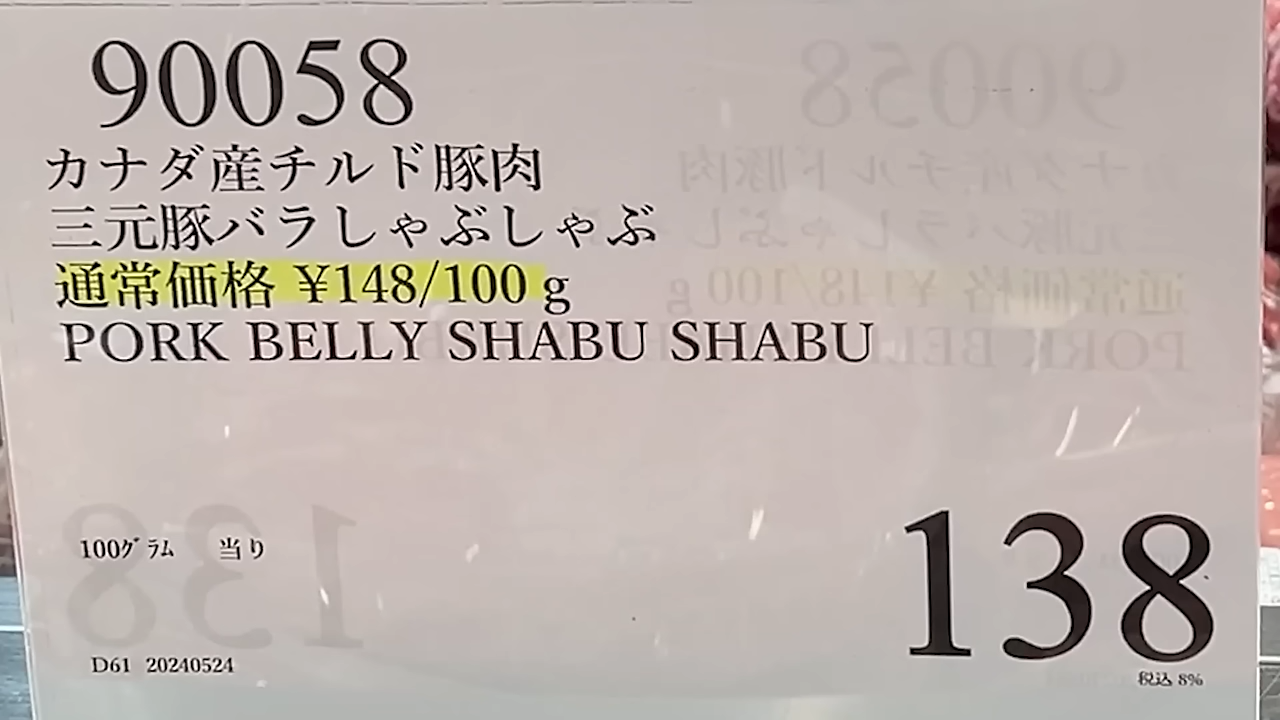 90058
カナダ産チルド豚肉
三元豚バラしゃぶしゃぶ
通常価格 ¥148/100 g
PORK BELLY SHABU SHABU
100ｸﾞﾗﾑ 当り
138
D61 20240524
税込 8%